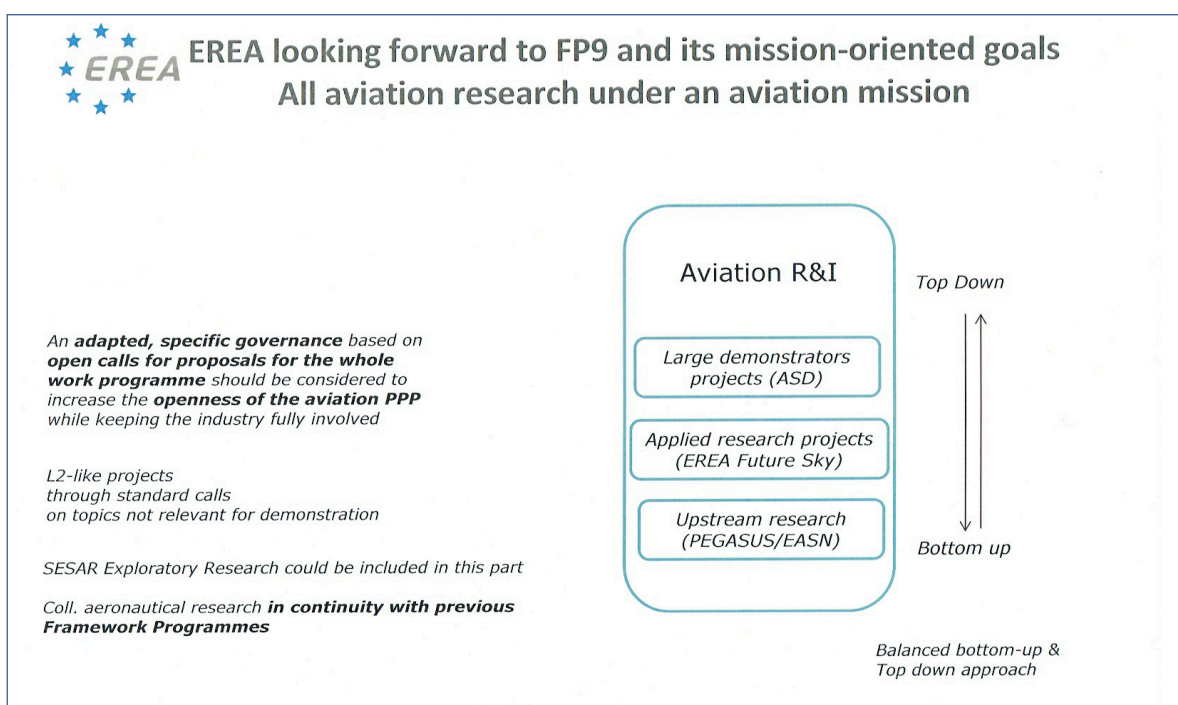 EREA
EREA looking forward to FP9 and its mission-oriented goals
All aviation research under an aviation mission
An adapted, specific governance based on
open calls for proposals for the whole
work programme should be considered to
increase the openness of the aviation PPP
while keeping the industry fully involved
L2-like projects
through standard calls
on topics not relevant for demonstration
SESAR Exploratory Research could be included in this part
Coll. aeronautical research in continuity with previous
Framework Programmes
Aviation R&I
Large demonstrators
projects (ASD)
Applied research projects
(EREA Future Sky)
Upstream research
(PEGASUS/EASN)
Top Down
Bottom up
Balanced bottom-up &
Top down approach